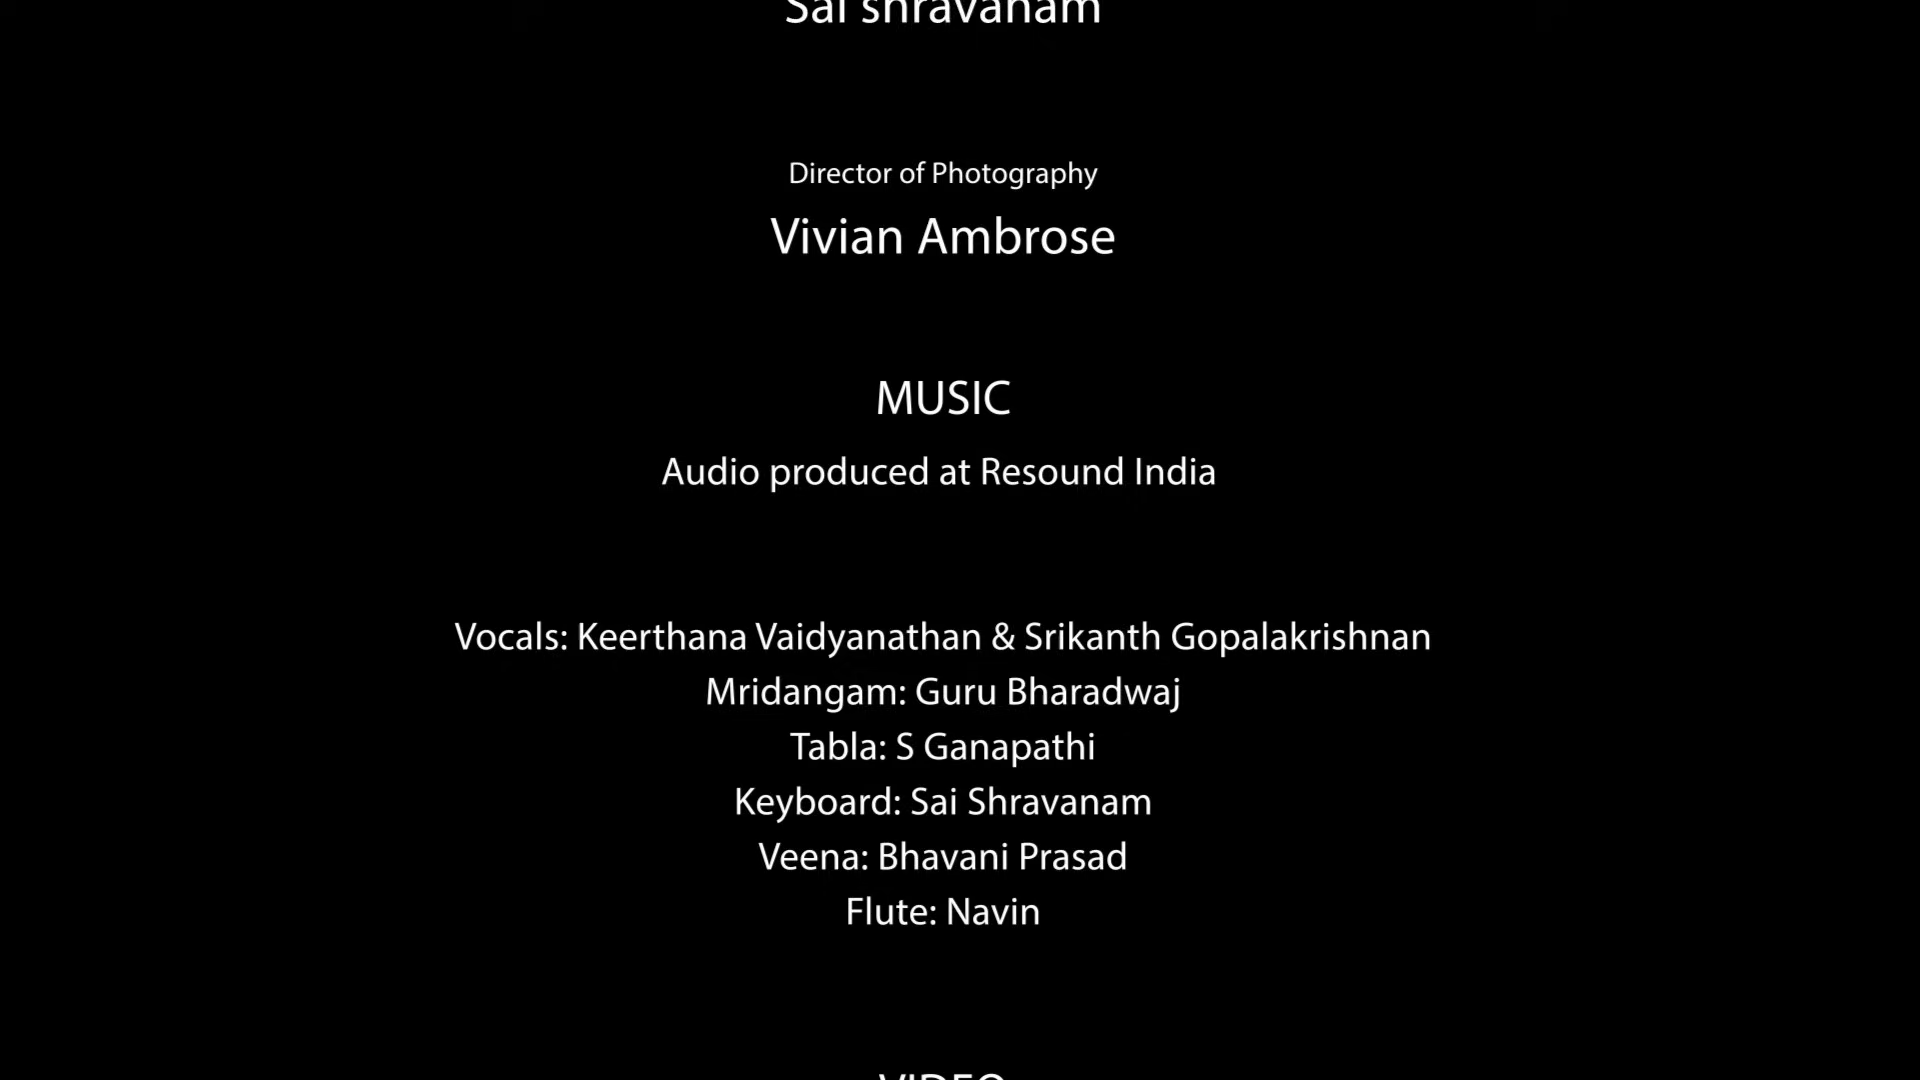 Sai shravanam
Director of Photography
Vivian Ambrose
MUSIC
Audio produced at Resound India
Vocals: Keerthana Vaidyanathan & Srikanth Gopalakrishnan
Mridangam: Guru Bharadwaj
Tabla: S Ganapathi
Keyboard: Sai Shravanam
Veena: Bhavani Prasad
Flute: Navin
VIDEO